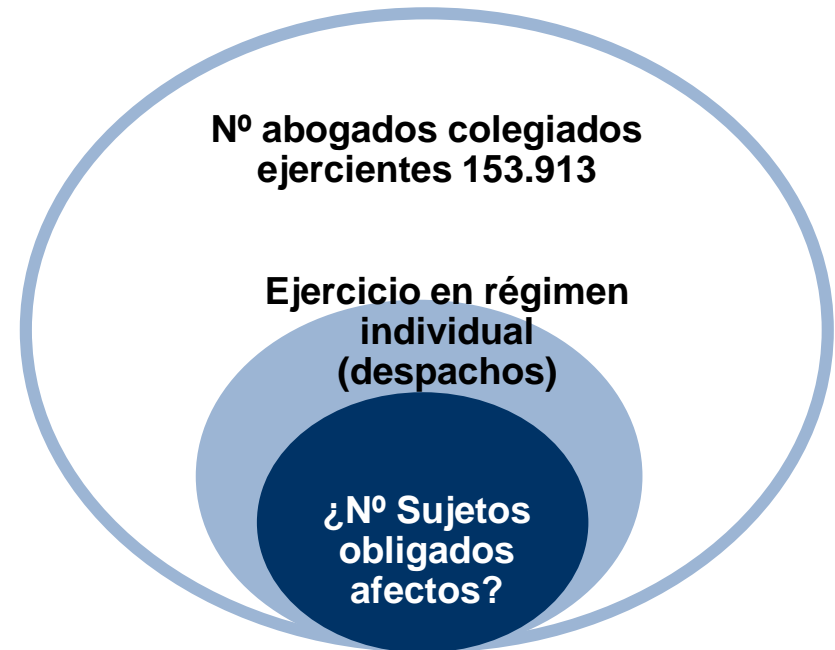 Nº abogados colegiados
ejercientes 153.913
Ejercicio en régimen
individual
(despachos)
¿Nº Sujetos
obligados
afectos?